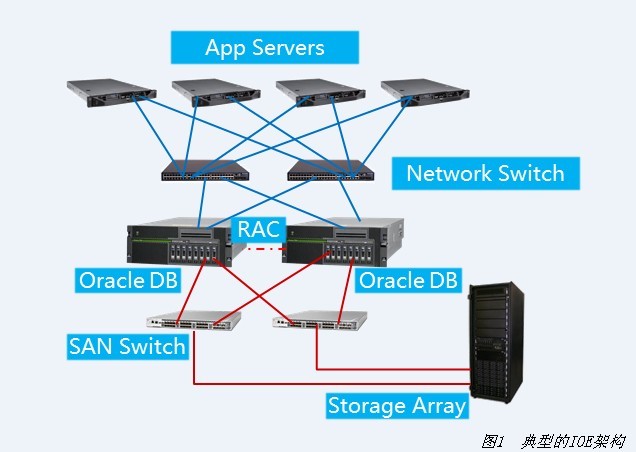 App Servers
Network Switch
RAC
Oracle DB
Oracle DB
SAN Switch
Storage Array
图1 典型的IOE架构